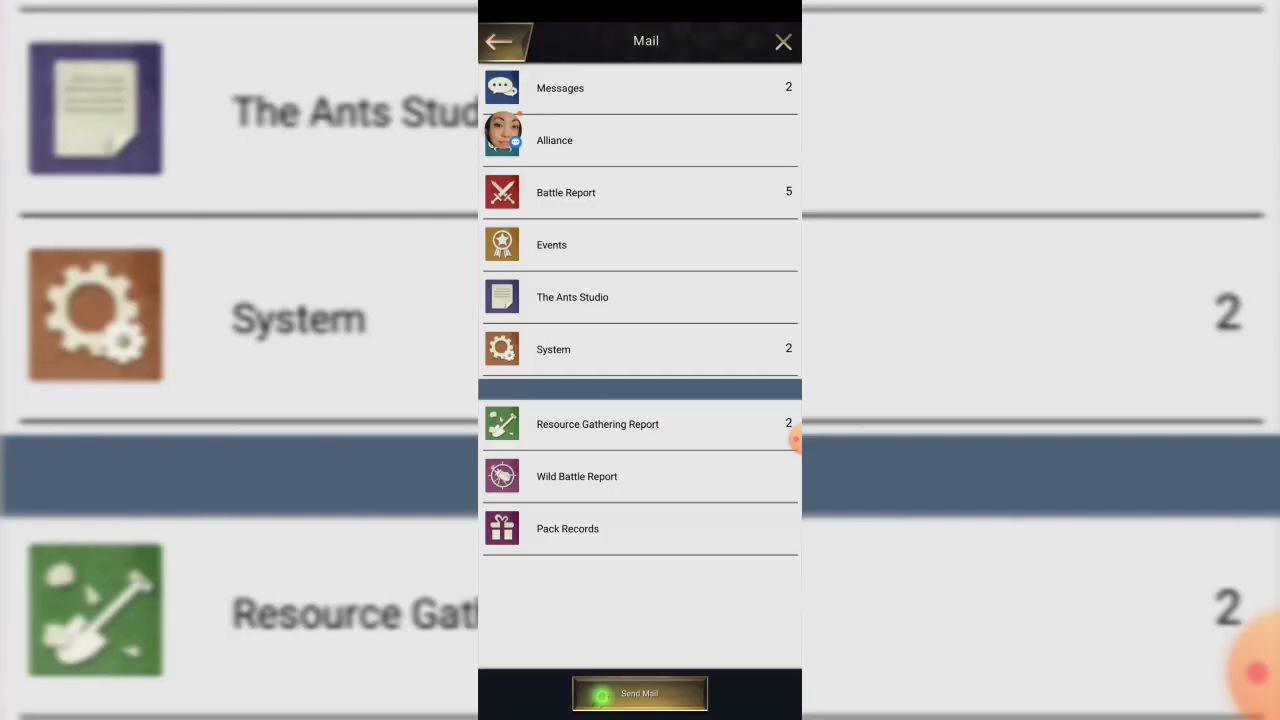 Mail
Messages 2
Alliance
Battle Report 5
Events
The Ants Studio
System 2
Resource Gathering Report 2
Wild Battle Report
Pack Records
Send Mail
The Ants Stud
System 2
Resource Gat 2